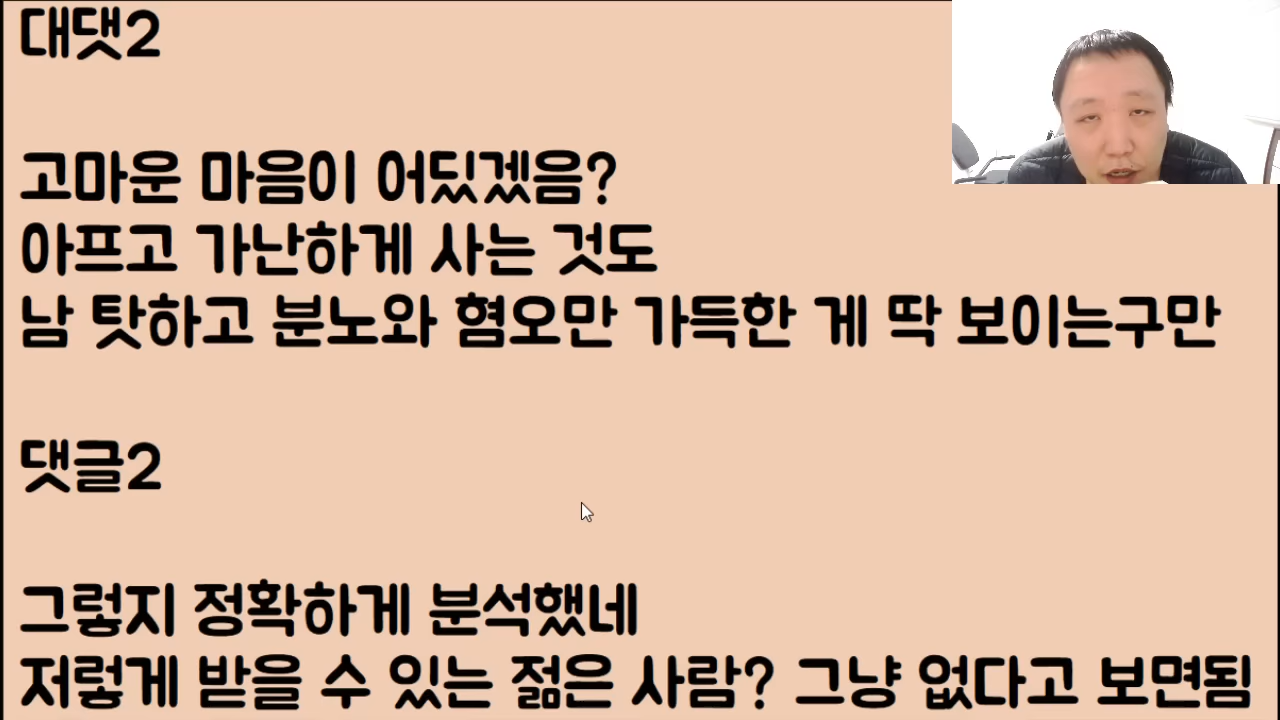 대댓2
고마운 마음이 어딨겠음?
아프고 가난하게 사는 것도
남 탓하고 분노와 혐오만 가득한 게 딱 보이는구만
댓글2
그렇지 정확하게 분석했네
저렇게 받을 수 있는 젊은 사람? 그냥 없다고 보면됨